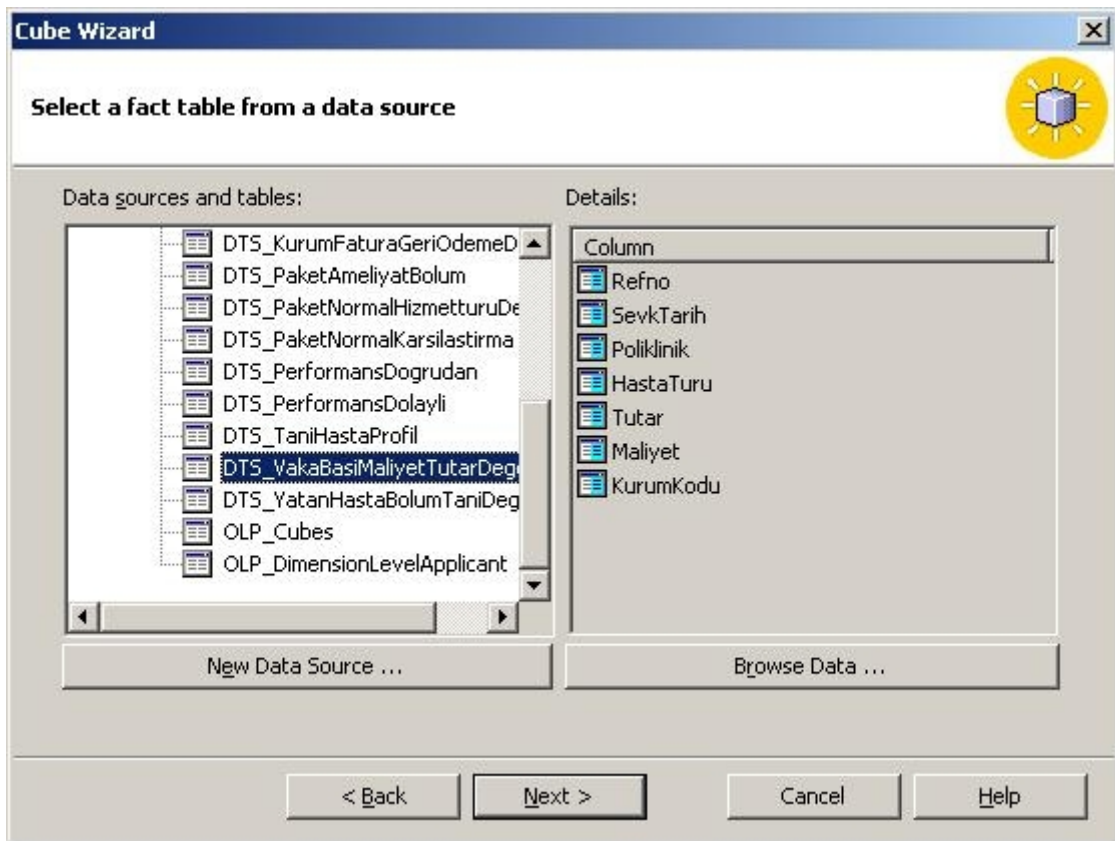 Cube Wizard
Select a fact table from a data source
Data sources and tables:
DTS_KurumFaturaGeriOdemeD
DTS_PaketAmeliyatBolum
DTS_PaketNormalHizmetturuDe
DTS_PaketNormalKarsilastirma
DTS_PerformansDogrudan
DTS_PerformansDolayli
DTS_TaniHastaProfil
DTS_VakaBasiMaliyetTutarDeg
DTS_YatanHastaBolumTaniDeg
OLP_Cubes
OLP_DimensionLevelApplicant
New Data Source ...
Details:
Column
Refno
SevkTarih
Poliklinik
HastaTuru
Tutar
Maliyet
KurumKodu
Browse Data ...
< Back
Next >
Cancel
Help